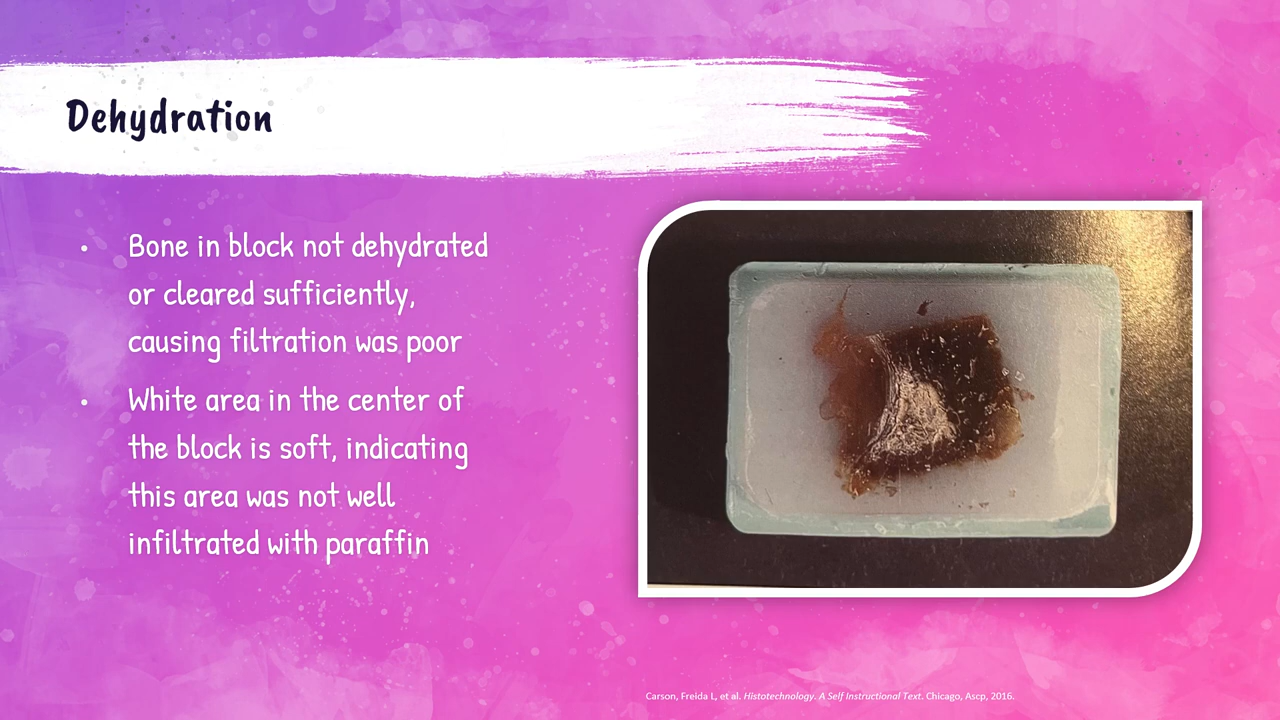 Dehydration
• Bone in block not dehydrated
or cleared sufficiently,
causing filtration was poor
• White area in the center of
the block is soft, indicating
this area was not well
infiltrated with paraffin
Carson, Freida L, et al. Histotechnology. A Self Instructional Text. Chicago, Ascp, 2016.